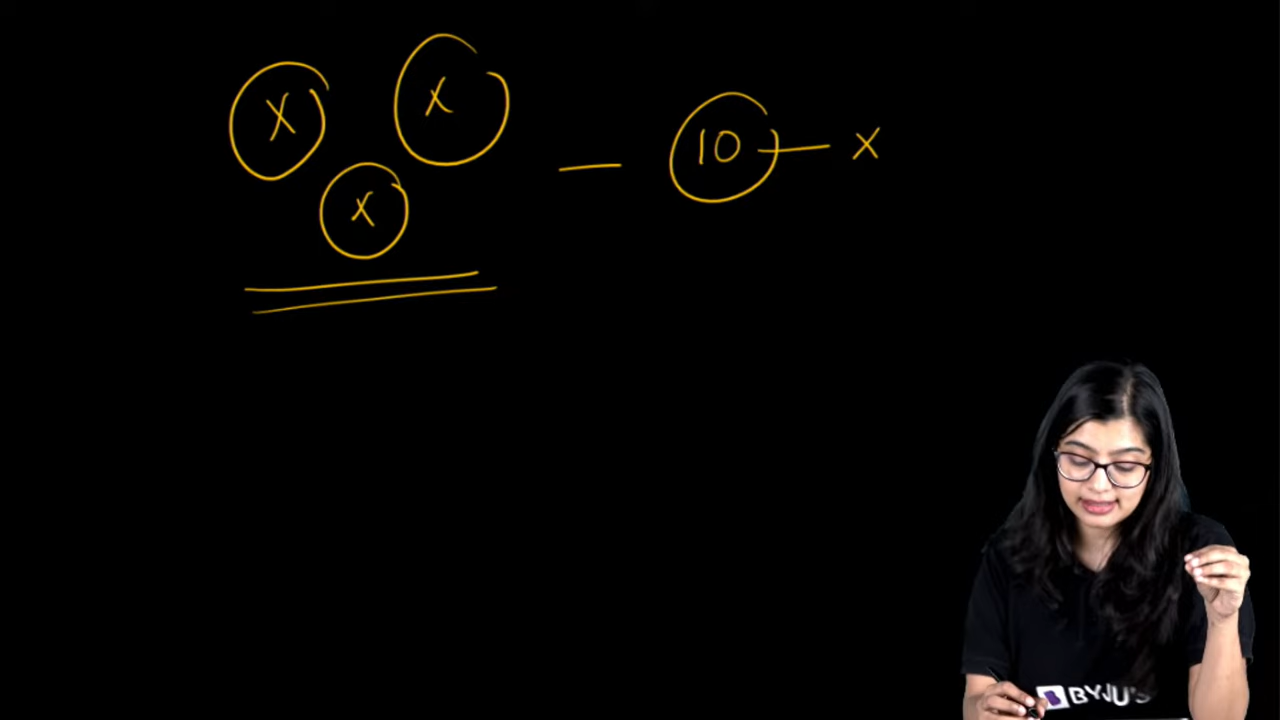 X X
X — 10 — X
BYJU'S